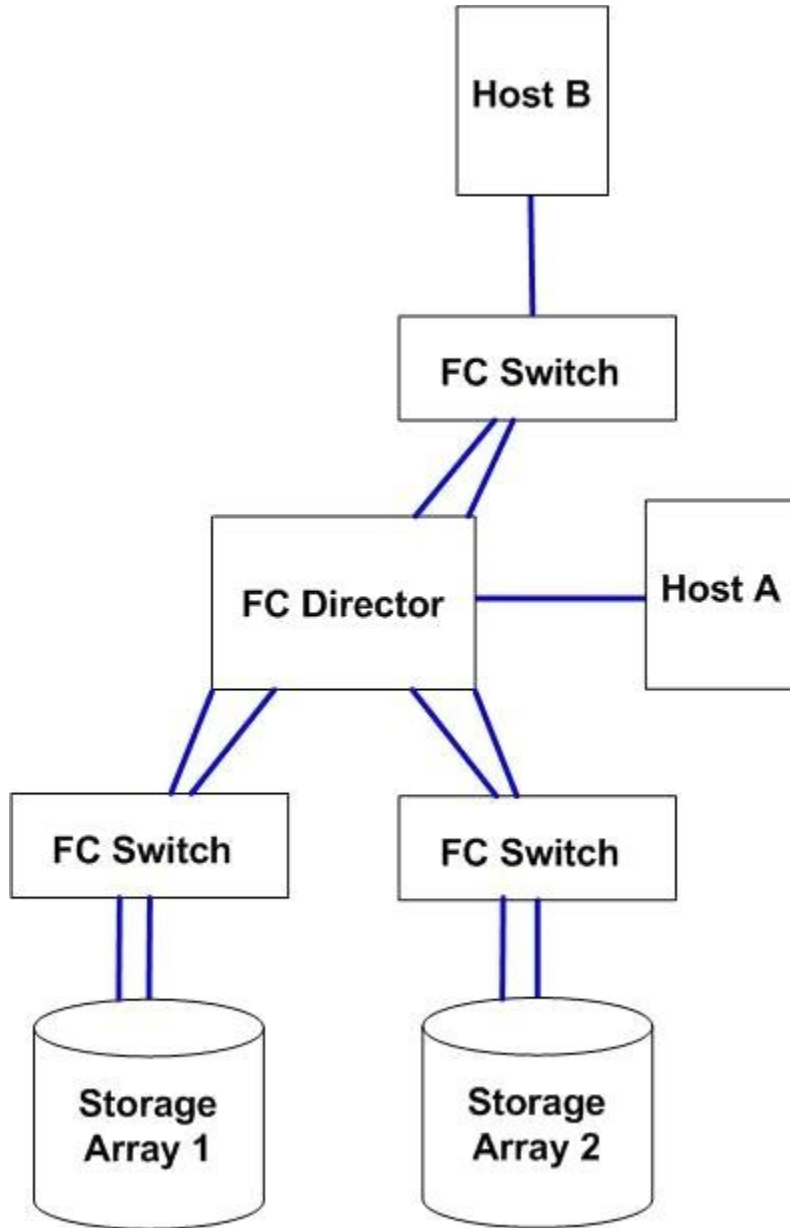 Host B
FC Switch
FC Director
Host A
FC Switch
FC Switch
Storage
Array 1
Storage
Array 2